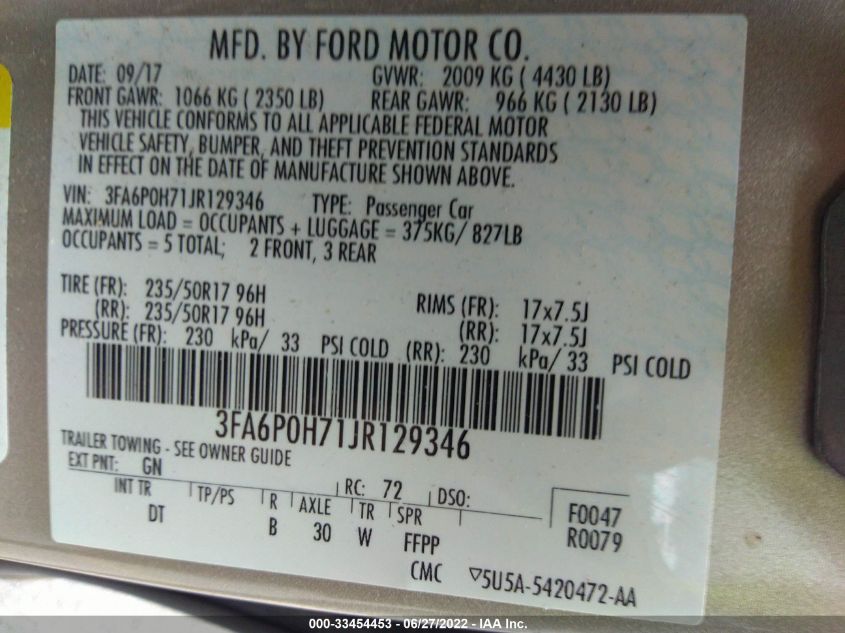 MFD. BY FORD MOTOR CO.
DATE: 09/17 GVWR: 2009 KG ( 4430 LB)
FRONT GAWR: 1066 KG ( 2350 LB) REAR GAWR: 966 KG ( 2130 LB)
THIS VEHICLE CONFORMS TO ALL APPLICABLE FEDERAL MOTOR
VEHICLE SAFETY, BUMPER, AND THEFT PREVENTION STANDARDS
IN EFFECT ON THE DATE OF MANUFACTURE SHOWN ABOVE.
VIN: 3FA6P0H71JR129346 TYPE: Passenger Car
MAXIMUM LOAD = OCCUPANTS + LUGGAGE = 375KG/ 827LB
OCCUPANTS = 5 TOTAL; 2 FRONT, 3 REAR
TIRE (FR): 235/50R17 96H RIMS (FR): 17x7.5J
(RR): 235/50R17 96H (RR): 17x7.5J
PRESSURE (FR): 230 kPa/ 33 PSI COLD (RR): 230 kPa/ 33 PSI COLD
3FA6P0H71JR129346
TRAILER TOWING - SEE OWNER GUIDE
EXT PNT: GN RC: 72 DSO:
INT TR TP/PS R AXLE TR SPR F0047
DT B 30 W FFPP R0079
CMC ▽5U5A-5420472-AA
000-33454453 - 06/27/2022 - IAA Inc.